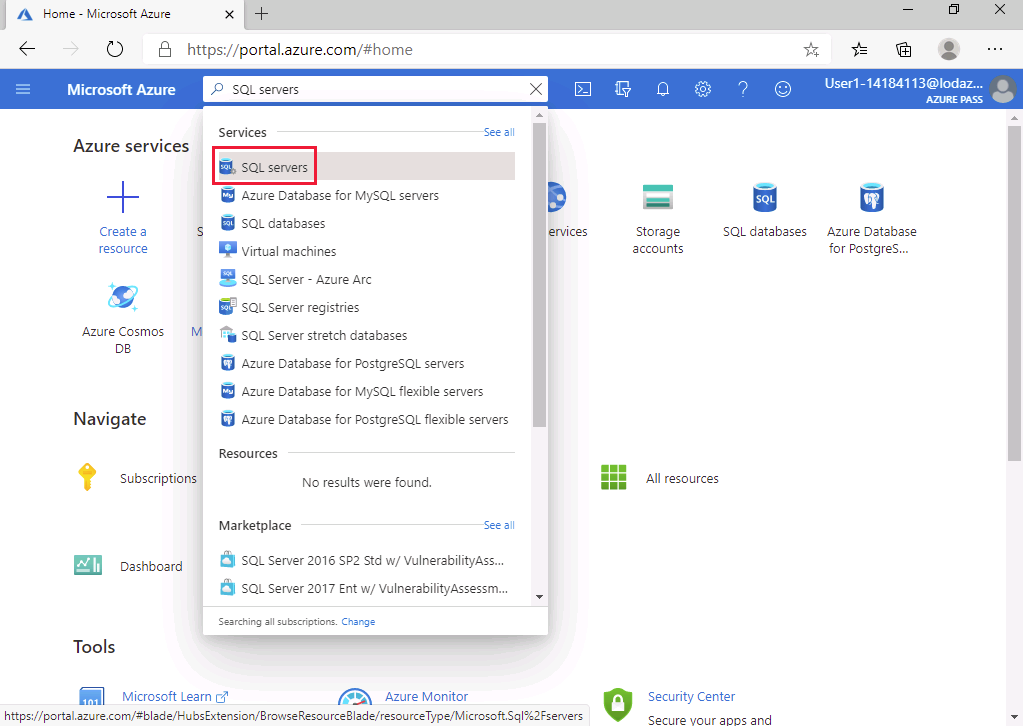 Home - Microsoft Azure
https://portal.azure.com/#home
Microsoft Azure
SQL servers
User1-14184113@lodaz...
AZURE PASS
Azure services
Create a
resource
S
ervices
Storage
accounts
SQL
SQL databases
Azure Database
for PostgreS...
Azure Cosmos
DB
M
Services
See all
SQL servers
Azure Database for MySQL servers
SQL databases
Virtual machines
SQL Server - Azure Arc
SQL Server registries
SQL Server stretch databases
Azure Database for PostgreSQL servers
Azure Database for MySQL flexible servers
Azure Database for PostgreSQL flexible servers
Resources
No results were found.
Marketplace
See all
SQL Server 2016 SP2 Std w/ VulnerabilityAss...
SQL Server 2017 Ent w/ VulnerabilityAssessm...
Searching all subscriptions. Change
Navigate
Subscriptions
All resources
Dashboard
Tools
Microsoft Learn
Azure Monitor
Security Center
Secure your apps and
https://portal.azure.com/#blade/HubsExtension/BrowseResourceBlade/resourceType/Microsoft.Sql%2Fservers